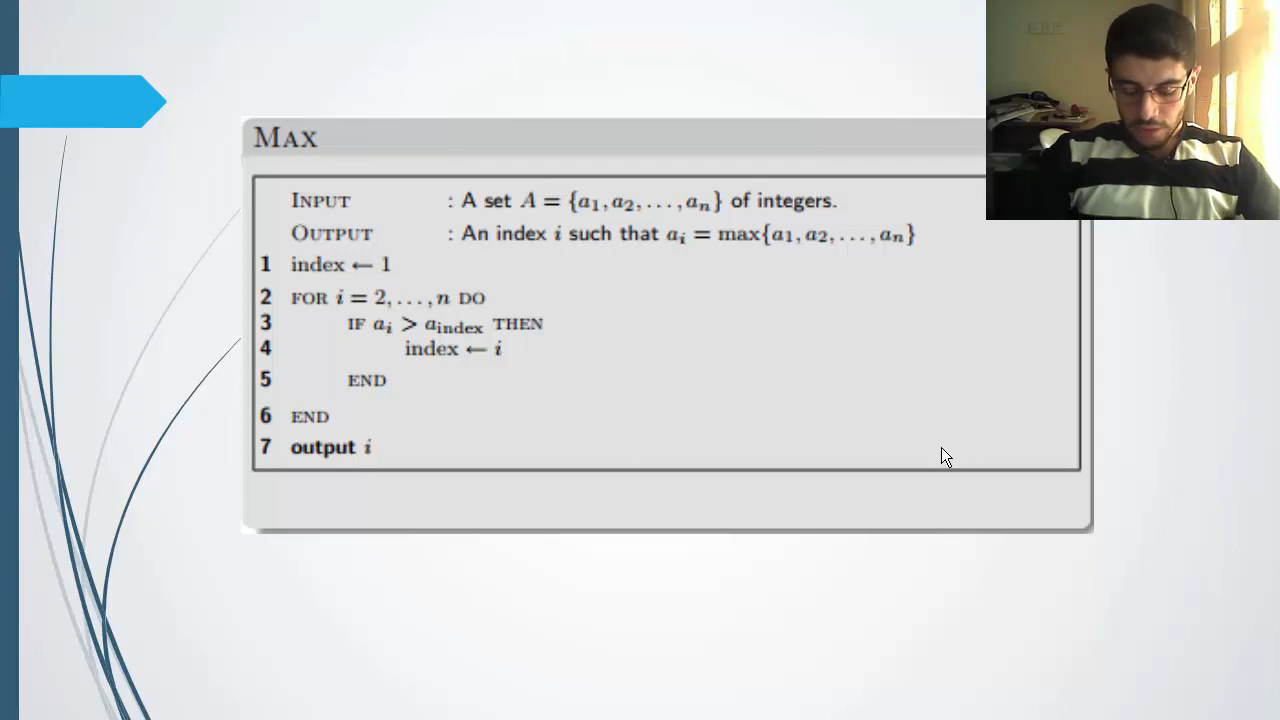 MAX
INPUT : A set A = {a₁, a₂, . . . , aₙ} of integers.
OUTPUT : An index i such that aᵢ = max{a₁, a₂, . . . , aₙ}
1 index ← 1
2 FOR i = 2, . . . , n DO
3 IF aᵢ > a_index THEN
4 index ← i
5 END
6 END
7 output i